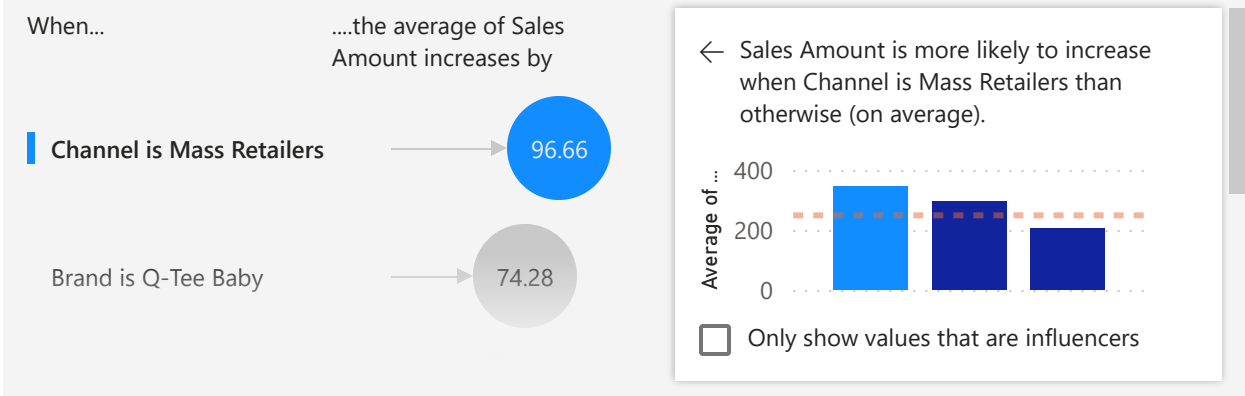 When...
....the average of Sales
Amount increases by
Channel is Mass Retailers
96.66
Brand is Q-Tee Baby
74.28
← Sales Amount is more likely to increase
when Channel is Mass Retailers than
otherwise (on average).
Average of ...
400
200
0
Only show values that are influencers